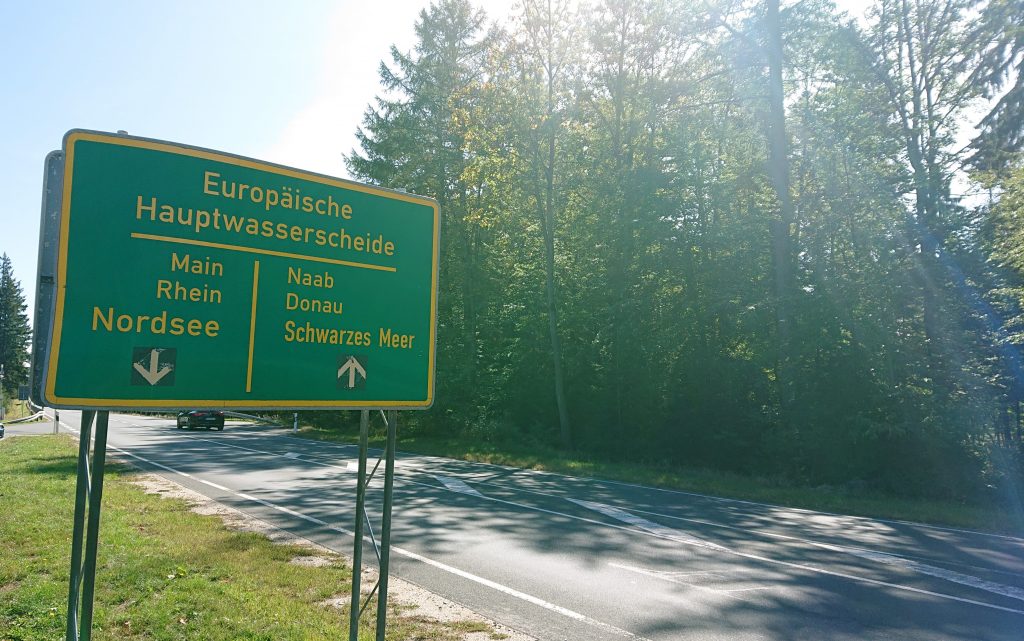 Europäische
Hauptwasserscheide
Main
Rhein
Nordsee
Naab
Donau
Schwarzes Meer